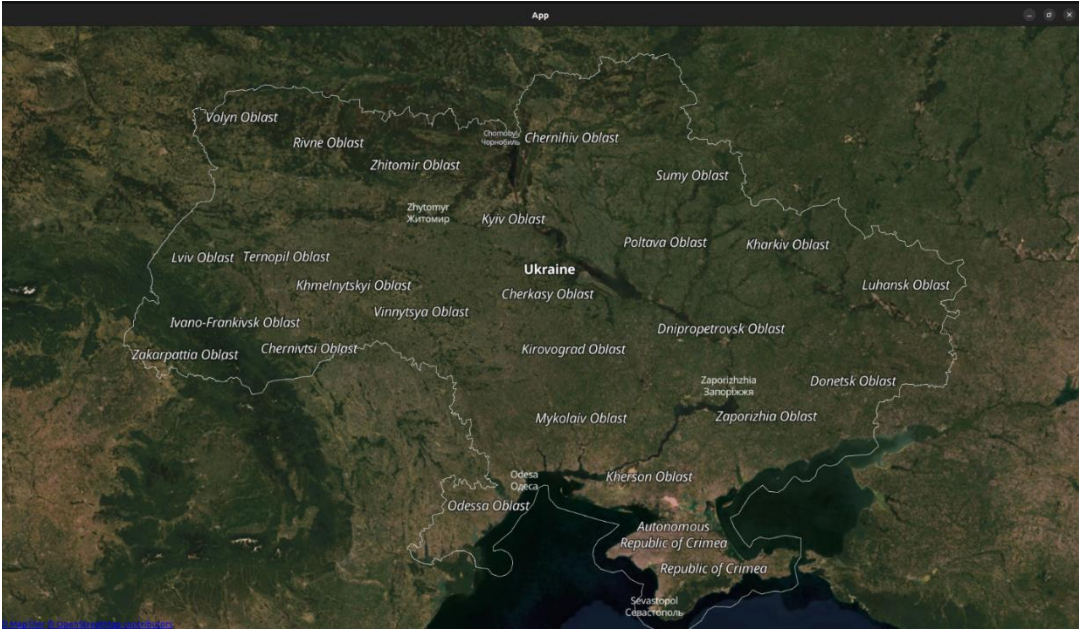 App
Volyn Oblast
Rivne Oblast
Chornobyl
Чорнобиль
Chernihiv Oblast
Zhitomir Oblast
Sumy Oblast
Zhytomyr
Житомир
Kyiv Oblast
Poltava Oblast
Kharkiv Oblast
Lviv Oblast
Ternopil Oblast
Ukraine
Khmelnytskyi Oblast
Cherkasy Oblast
Luhansk Oblast
Vinnytsya Oblast
Ivano-Frankivsk Oblast
Dnipropetrovsk Oblast
Zakarpattia Oblast
Chernivtsi Oblast
Kirovograd Oblast
Zaporizhzhia
Запоріжжя
Donetsk Oblast
Mykolaiv Oblast
Zaporizhia Oblast
Odesa
Одеса
Kherson Oblast
Odessa Oblast
Autonomous
Republic of Crimea
Republic of Crimea
Sevastopol
Севастополь
© MapTiler © OpenStreetMap contributors